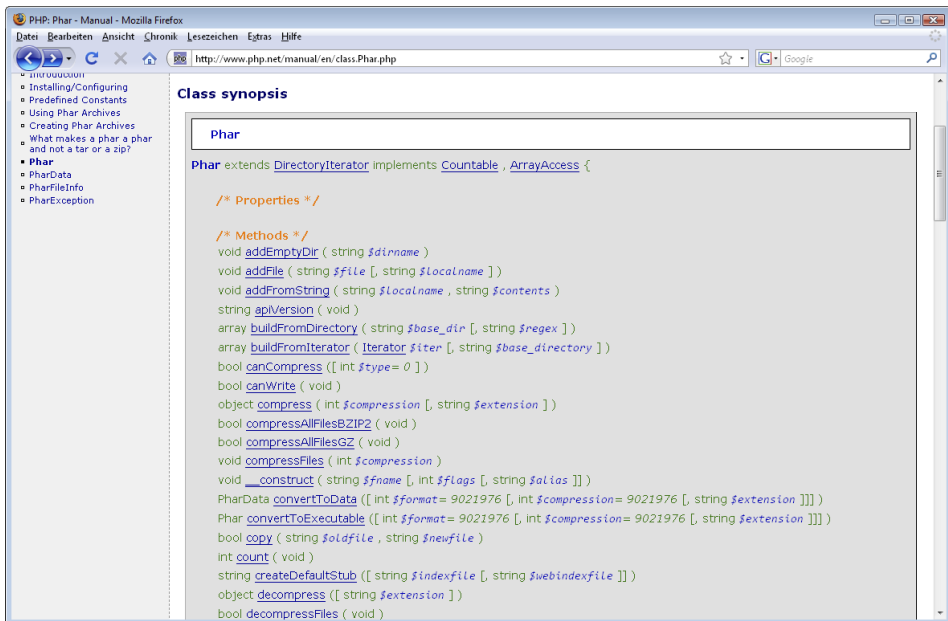 PHP: Phar - Manual - Mozilla Firefox
Datei Bearbeiten Ansicht Chronik Lesezeichen Extras Hilfe
http://www.php.net/manual/en/class.Phar.php
Google
Introduction
Installing/Configuring
Predefined Constants
Using Phar Archives
Creating Phar Archives
What makes a phar a phar
and not a tar or a zip?
Phar
PharData
PharFileInfo
PharException
Class synopsis
Phar
Phar extends DirectoryIterator implements Countable , ArrayAccess {
/* Properties */
/* Methods */
void addEmptyDir ( string $dirname )
void addFile ( string $file [, string $localname ] )
void addFromString ( string $localname , string $contents )
string apiVersion ( void )
array buildFromDirectory ( string $base_dir [, string $regex ] )
array buildFromIterator ( Iterator $iter [, string $base_directory ] )
bool canCompress ([ int $type= 0 ] )
bool canWrite ( void )
object compress ( int $compression [, string $extension ] )
bool compressAllFilesBZIP2 ( void )
bool compressAllFilesGZ ( void )
void compressFiles ( int $compression )
void __construct ( string $fname [, int $flags [, string $alias ]] )
PharData convertToData ([ int $format= 9021976 [, int $compression= 9021976 [, string $extension ]]] )
Phar convertToExecutable ([ int $format= 9021976 [, int $compression= 9021976 [, string $extension ]]] )
bool copy ( string $oldfile , string $newfile )
int count ( void )
string createDefaultStub ([ string $indexfile [, string $webindexfile ]] )
object decompress ([ string $extension ] )
bool decompressFiles ( void )